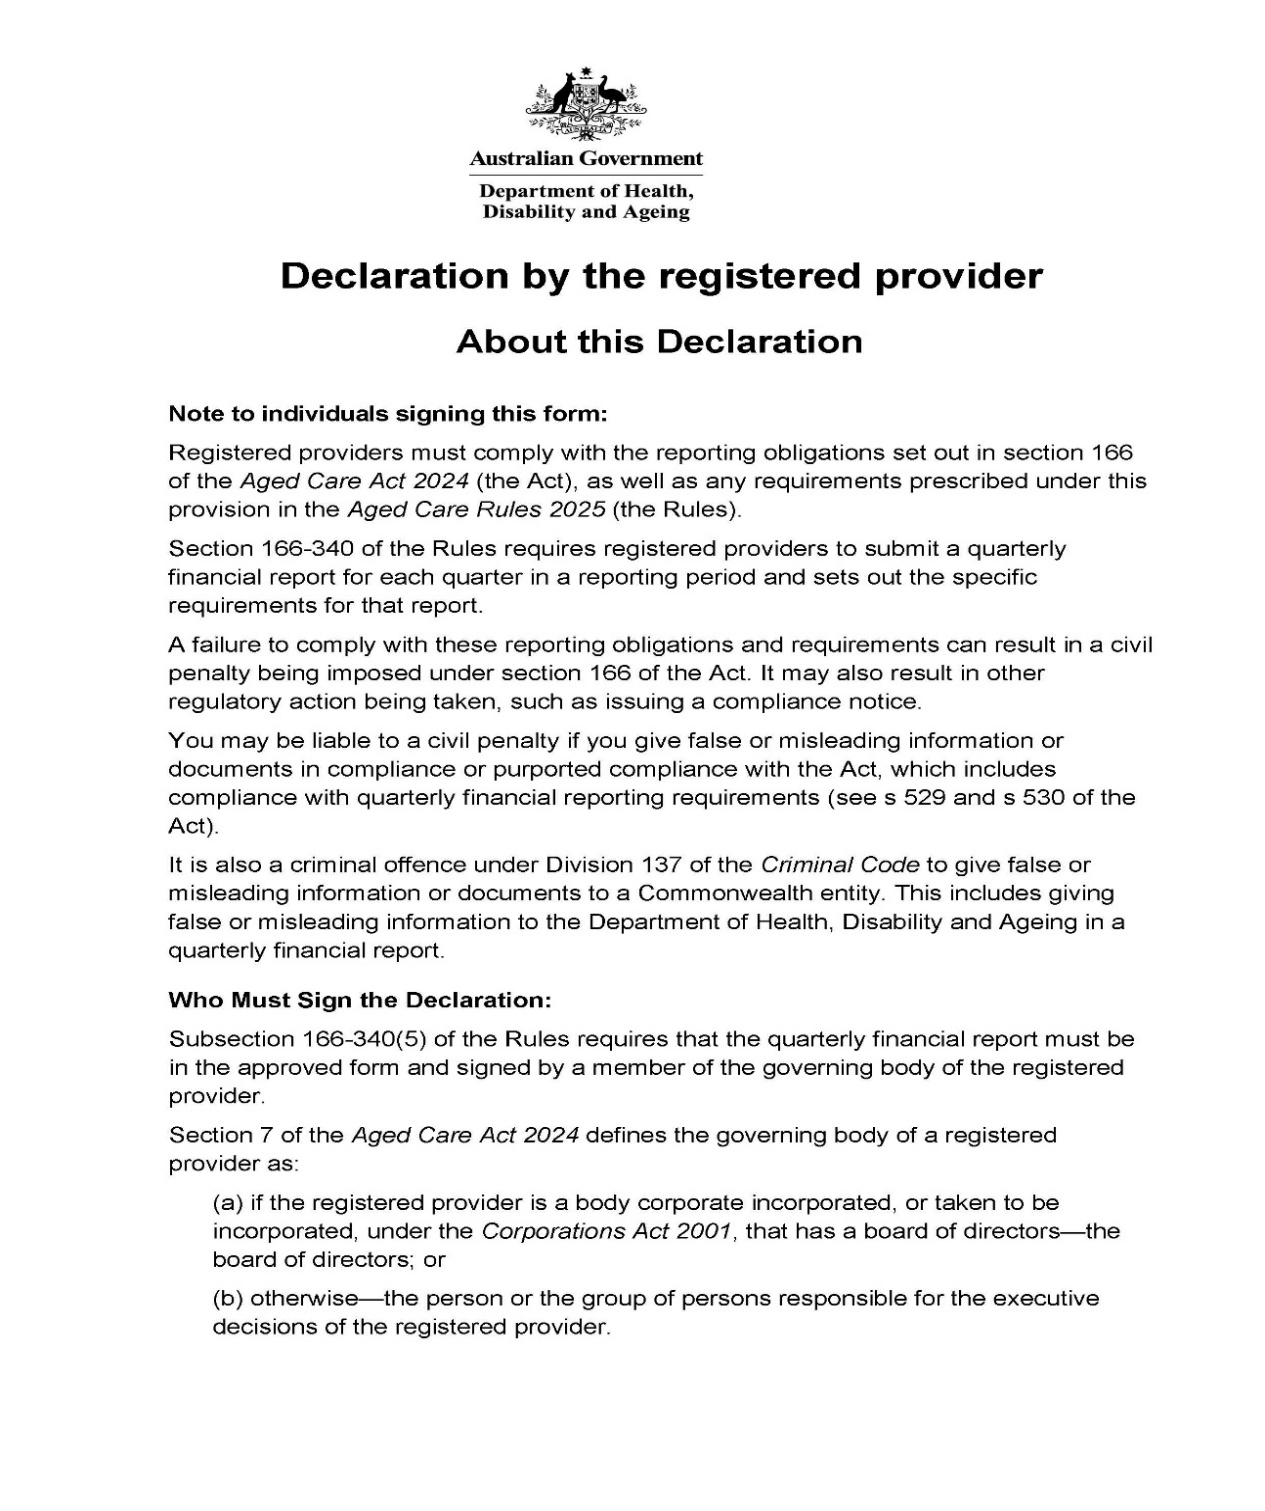 AUSTRALIA
Australian Government
Department of Health,
Disability and Ageing
Declaration by the registered provider
About this Declaration
Note to individuals signing this form:
Registered providers must comply with the reporting obligations set out in section 166
of the Aged Care Act 2024 (the Act), as well as any requirements prescribed under this
provision in the Aged Care Rules 2025 (the Rules).
Section 166-340 of the Rules requires registered providers to submit a quarterly
financial report for each quarter in a reporting period and sets out the specific
requirements for that report.
A failure to comply with these reporting obligations and requirements can result in a civil
penalty being imposed under section 166 of the Act. It may also result in other
regulatory action being taken, such as issuing a compliance notice.
You may be liable to a civil penalty if you give false or misleading information or
documents in compliance or purported compliance with the Act, which includes
compliance with quarterly financial reporting requirements (see s 529 and s 530 of the
Act).
It is also a criminal offence under Division 137 of the Criminal Code to give false or
misleading information or documents to a Commonwealth entity. This includes giving
false or misleading information to the Department of Health, Disability and Ageing in a
quarterly financial report.
Who Must Sign the Declaration:
Subsection 166-340(5) of the Rules requires that the quarterly financial report must be
in the approved form and signed by a member of the governing body of the registered
provider.
Section 7 of the Aged Care Act 2024 defines the governing body of a registered
provider as:
(a) if the registered provider is a body corporate incorporated, or taken to be
incorporated, under the Corporations Act 2001, that has a board of directors—the
board of directors; or
(b) otherwise—the person or the group of persons responsible for the executive
decisions of the registered provider.